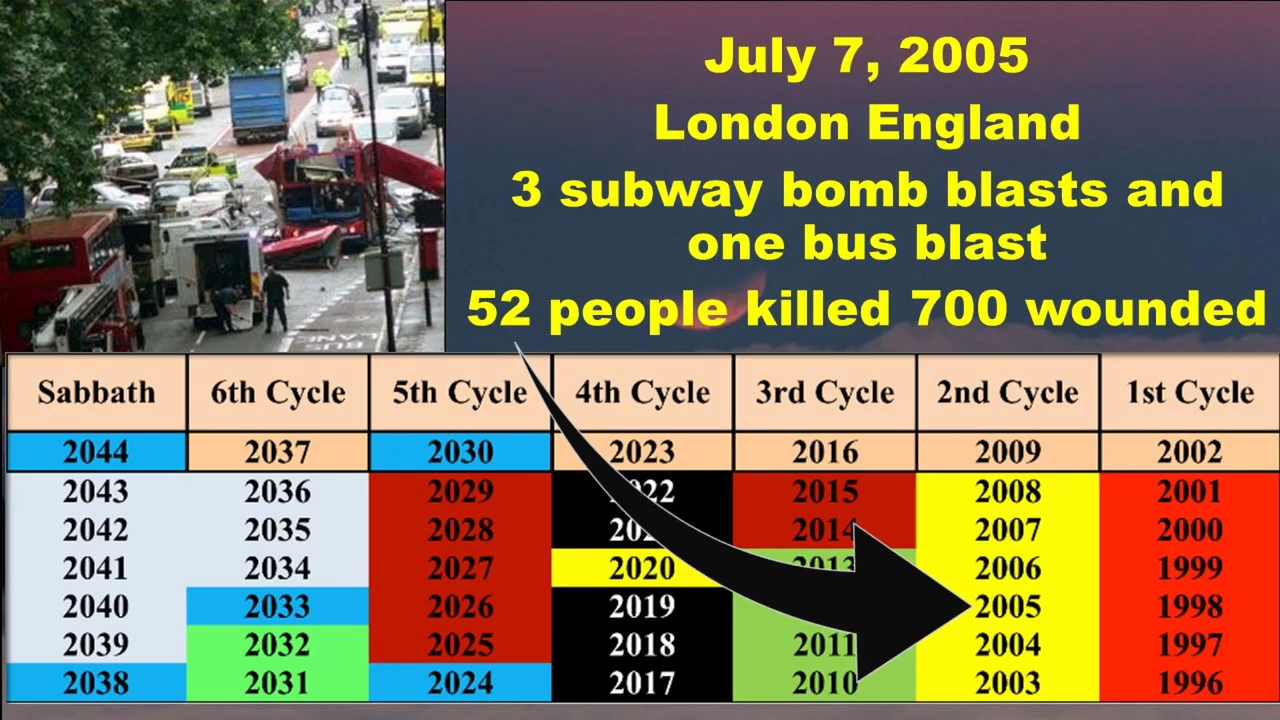 July 7, 2005
London England
3 subway bomb blasts and
one bus blast
52 people killed 700 wounded
Sabbath 6th Cycle 5th Cycle 4th Cycle 3rd Cycle 2nd Cycle 1st Cycle
2044 2037 2030 2023 2016 2009 2002
2043 2036 2029 2015 2008 2001
2042 2035 2028 2014 2007 2000
2041 2034 2027 2020 2013 2006 1999
2040 2033 2026 2019 2005 1998
2039 2032 2025 2018 2011 2004 1997
2038 2031 2024 2017 2010 2003 1996